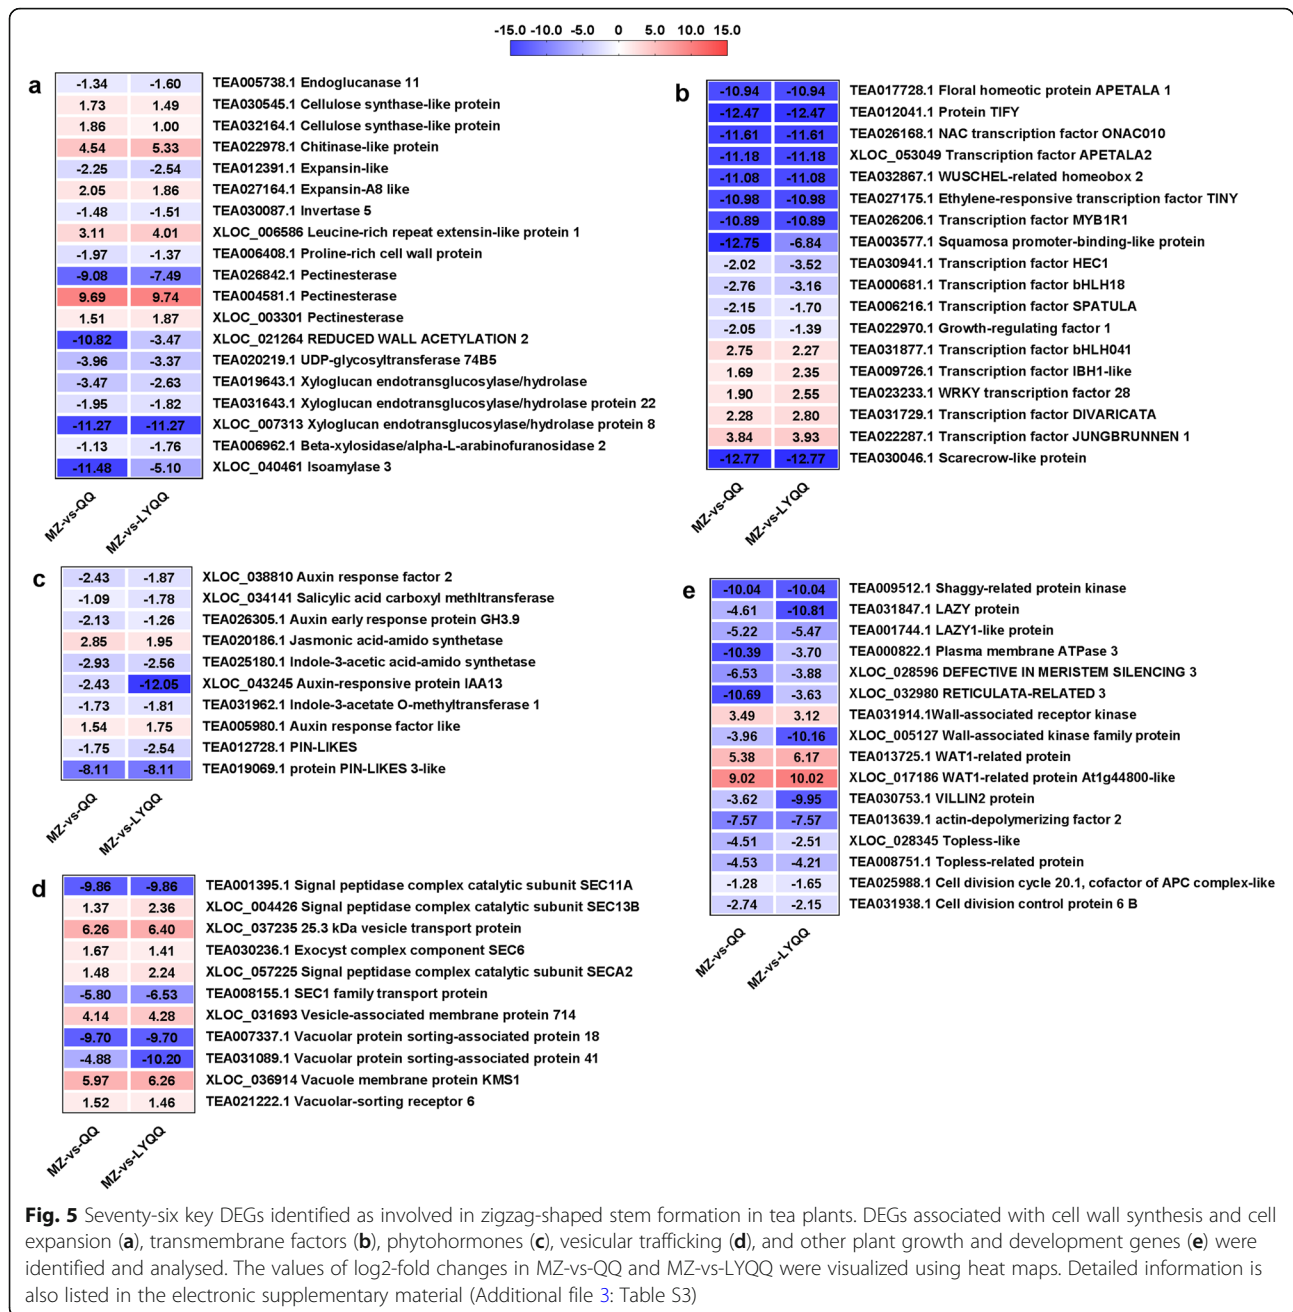 -15.0 -10.0 -5.0 0 5.0 10.0 15.0
a
-1.34 -1.60 TEA005738.1 Endoglucanase 11
1.73 1.49 TEA030545.1 Cellulose synthase-like protein
1.86 1.00 TEA032164.1 Cellulose synthase-like protein
4.54 5.33 TEA022978.1 Chitinase-like protein
-2.25 -2.54 TEA012391.1 Expansin-like
2.05 1.86 TEA027164.1 Expansin-A8 like
-1.48 -1.51 TEA030087.1 Invertase 5
3.11 4.01 XLOC_006586 Leucine-rich repeat extensin-like protein 1
-1.97 -1.37 TEA006408.1 Proline-rich cell wall protein
-9.08 -7.49 TEA026842.1 Pectinesterase
9.69 9.74 TEA004581.1 Pectinesterase
1.51 1.87 XLOC_003301 Pectinesterase
-10.82 -3.47 XLOC_021264 REDUCED WALL ACETYLATION 2
-3.96 -3.37 TEA020219.1 UDP-glycosyltransferase 74B5
-3.47 -2.63 TEA019643.1 Xyloglucan endotransglucosylase/hydrolase
-1.95 -1.82 TEA031643.1 Xyloglucan endotransglucosylase/hydrolase protein 22
-11.27 -11.27 XLOC_007313 Xyloglucan endotransglucosylase/hydrolase protein 8
-1.13 -1.76 TEA006962.1 Beta-xylosidase/alpha-L-arabinofuranosidase 2
-11.48 -5.10 XLOC_040461 Isoamylase 3
MZ-vs-QQ MZ-vs-LYQQ
b
-10.94 -10.94 TEA017728.1 Floral homeotic protein APETALA 1
-12.47 -12.47 TEA012041.1 Protein TIFY
-11.61 -11.61 TEA026168.1 NAC transcription factor ONAC010
-11.18 -11.18 XLOC_053049 Transcription factor APETALA2
-11.08 -11.08 TEA032867.1 WUSCHEL-related homeobox 2
-10.98 -10.98 TEA027175.1 Ethylene-responsive transcription factor TINY
-10.89 -10.89 TEA026206.1 Transcription factor MYB1R1
-12.75 -6.84 TEA003577.1 Squamosa promoter-binding-like protein
-2.02 -3.52 TEA030941.1 Transcription factor HEC1
-2.76 -3.16 TEA000681.1 Transcription factor bHLH18
-2.15 -1.70 TEA006216.1 Transcription factor SPATULA
-2.05 -1.39 TEA022970.1 Growth-regulating factor 1
2.75 2.27 TEA031877.1 Transcription factor bHLH041
1.69 2.35 TEA009726.1 Transcription factor IBH1-like
1.90 2.55 TEA023233.1 WRKY transcription factor 28
2.28 2.80 TEA031729.1 Transcription factor DIVARICATA
3.84 3.93 TEA022287.1 Transcription factor JUNGBRUNNEN 1
-12.77 -12.77 TEA030046.1 Scarecrow-like protein
MZ-vs-QQ MZ-vs-LYQQ
c
-2.43 -1.87 XLOC_038810 Auxin response factor 2
-1.09 -1.78 XLOC_034141 Salicylic acid carboxyl methltransferase
-2.13 -1.26 TEA026305.1 Auxin early response protein GH3.9
2.85 1.95 TEA020186.1 Jasmonic acid-amido synthetase
-2.93 -2.56 TEA025180.1 Indole-3-acetic acid-amido synthetase
-2.43 -12.05 XLOC_043245 Auxin-responsive protein IAA13
-1.73 -1.81 TEA031962.1 Indole-3-acetate O-methyltransferase 1
1.54 1.75 TEA005980.1 Auxin response factor like
-1.75 -2.54 TEA012728.1 PIN-LIKES
-8.11 -8.11 TEA019069.1 protein PIN-LIKES 3-like
MZ-vs-QQ MZ-vs-LYQQ
d
-9.86 -9.86 TEA001395.1 Signal peptidase complex catalytic subunit SEC11A
1.37 2.36 XLOC_004426 Signal peptidase complex catalytic subunit SEC13B
6.26 6.40 XLOC_037235 25.3 kDa vesicle transport protein
1.67 1.41 TEA030236.1 Exocyst complex component SEC6
1.48 2.24 XLOC_057225 Signal peptidase complex catalytic subunit SECA2
-5.80 -6.53 TEA008155.1 SEC1 family transport protein
4.14 4.28 XLOC_031693 Vesicle-associated membrane protein 714
-9.70 -9.70 TEA007337.1 Vacuolar protein sorting-associated protein 18
-4.88 -10.20 TEA031089.1 Vacuolar protein sorting-associated protein 41
5.97 6.26 XLOC_036914 Vacuole membrane protein KMS1
1.52 1.46 TEA021222.1 Vacuolar-sorting receptor 6
MZ-vs-QQ MZ-vs-LYQQ
e
-10.04 -10.04 TEA009512.1 Shaggy-related protein kinase
-4.61 -10.81 TEA031847.1 LAZY protein
-5.22 -5.47 TEA001744.1 LAZY1-like protein
-10.39 -3.70 TEA000822.1 Plasma membrane ATPase 3
-6.53 -3.88 XLOC_028596 DEFECTIVE IN MERISTEM SILENCING 3
-10.69 -3.63 XLOC_032980 RETICULATA-RELATED 3
3.49 3.12 TEA031914.1Wall-associated receptor kinase
-3.96 -10.16 XLOC_005127 Wall-associated kinase family protein
5.38 6.17 TEA013725.1 WAT1-related protein
9.02 10.02 XLOC_017186 WAT1-related protein At1g44800-like
-3.62 -9.95 TEA030753.1 VILLIN2 protein
-7.57 -7.57 TEA013639.1 actin-depolymerizing factor 2
-4.51 -2.51 XLOC_028345 Topless-like
-4.53 -4.21 TEA008751.1 Topless-related protein
-1.28 -1.65 TEA025988.1 Cell division cycle 20.1, cofactor of APC complex-like
-2.74 -2.15 TEA031938.1 Cell division control protein 6 B
MZ-vs-QQ MZ-vs-LYQQ
Fig. 5 Seventy-six key DEGs identified as involved in zigzag-shaped stem formation in tea plants. DEGs associated with cell wall synthesis and cell
expansion (a), transmembrane factors (b), phytohormones (c), vesicular trafficking (d), and other plant growth and development genes (e) were
identified and analysed. The values of log2-fold changes in MZ-vs-QQ and MZ-vs-LYQQ were visualized using heat maps. Detailed information is
also listed in the electronic supplementary material (Additional file 3: Table S3)